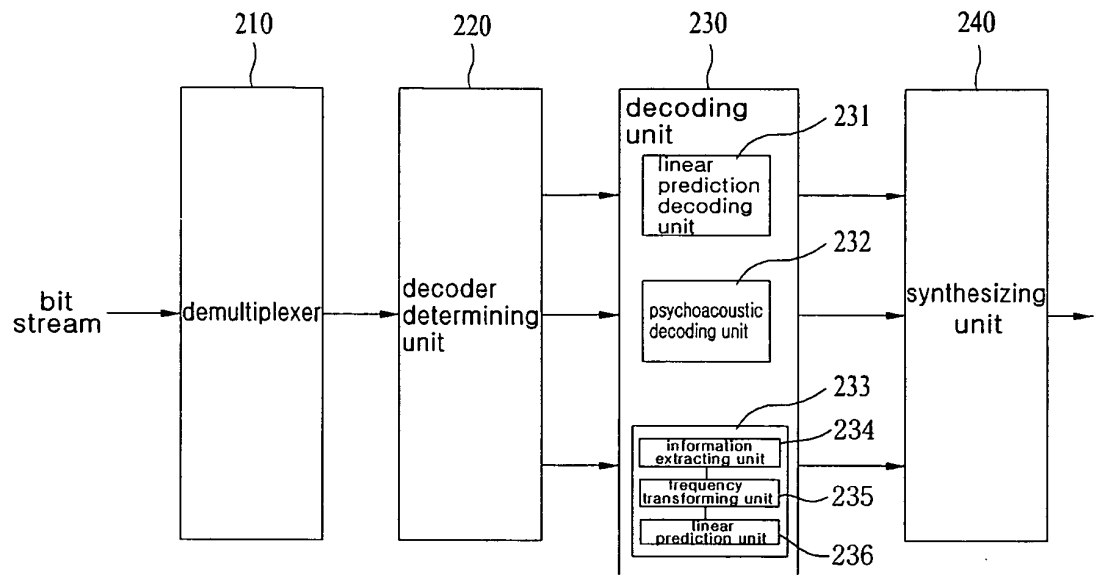 210
220
230
240
decoding
unit
231
linear
prediction
decoding
unit
232
psychoacoustic
decoding unit
bit
stream
demultiplexer
decoder
determining
unit
synthesizing
unit
233
information
extracting unit
234
frequency
transforming unit
235
linear
prediction unit
236